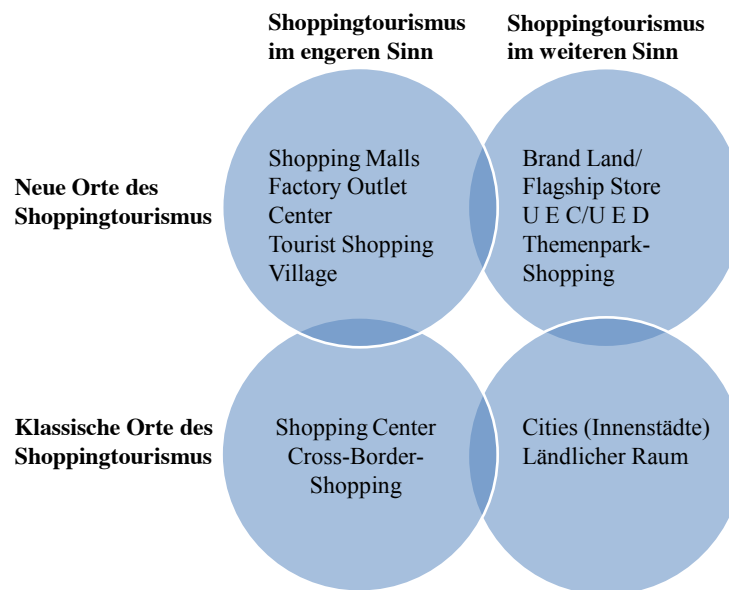 Shoppingtourismus
im engeren Sinn
Shoppingtourismus
im weiteren Sinn
Neue Orte des
Shoppingtourismus
Shopping Malls
Factory Outlet
Center
Tourist Shopping
Village
Brand Land/
Flagship Store
U E C/U E D
Themenpark-
Shopping
Klassische Orte des
Shoppingtourismus
Shopping Center
Cross-Border-
Shopping
Cities (Innenstädte)
Ländlicher Raum